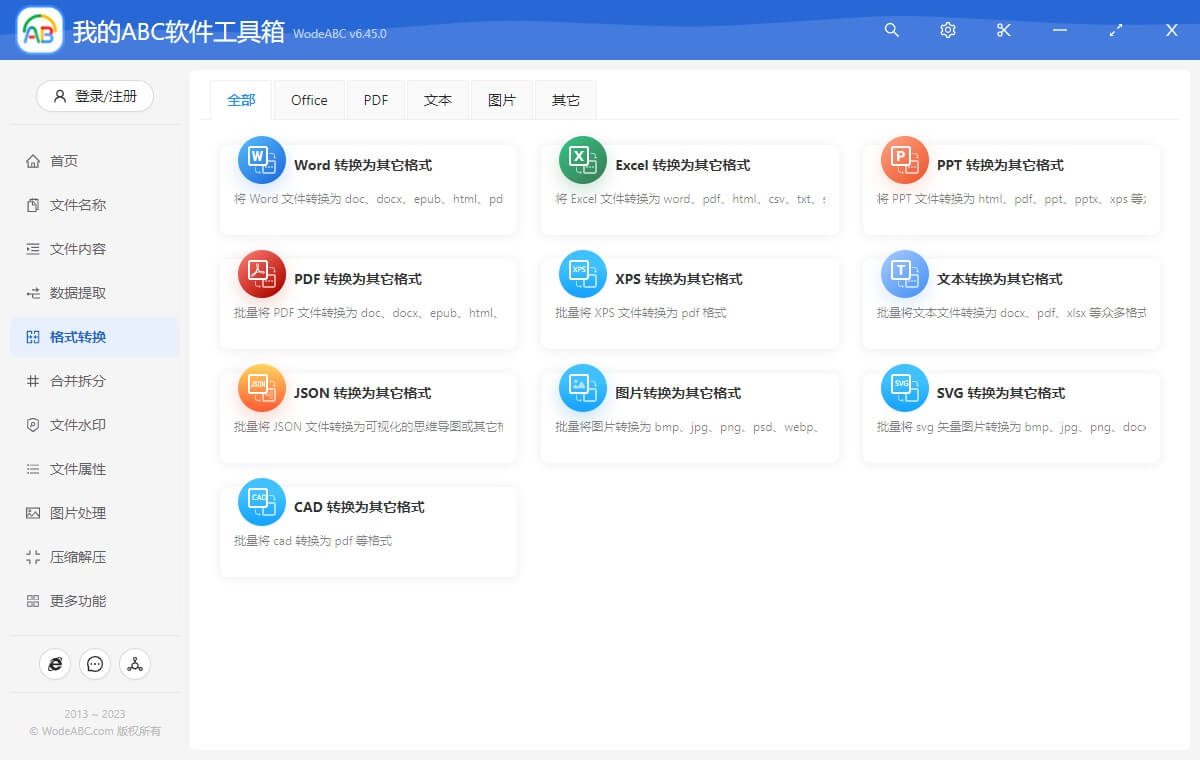 AB 我的ABC软件工具箱 WodeABC v6.45.0
登录/注册
首页
文件名称
文件内容
数据提取
格式转换
合并拆分
文件水印
文件属性
图片处理
压缩解压
更多功能
2013 ~ 2023
© WodeABC.com 版权所有
全部 Office PDF 文本 图片 其它
W Word 转换为其它格式
将 Word 文件转换为 doc、docx、epub、html、pd
X Excel 转换为其它格式
将 Excel 文件转换为 word、pdf、html、csv、txt、
P PPT 转换为其它格式
将 PPT 文件转换为 html、pdf、ppt、pptx、xps 等
PDF 转换为其它格式
批量将 PDF 文件转换为 doc、docx、epub、html、
XPS XPS 转换为其它格式
批量将 XPS 文件转换为 pdf 格式
T 文本转换为其它格式
批量将文本文件转换为 docx、pdf、xlsx 等众多格式
JSON JSON 转换为其它格式
批量将 JSON 文件转换为可视化的思维导图或其它
图片转换为其它格式
批量将图片转换为 bmp、jpg、png、psd、webp、
SVG SVG 转换为其它格式
批量将 svg 矢量图片转换为 bmp、jpg、png、docx
CAD CAD 转换为其它格式
批量将 cad 转换为 pdf 等格式